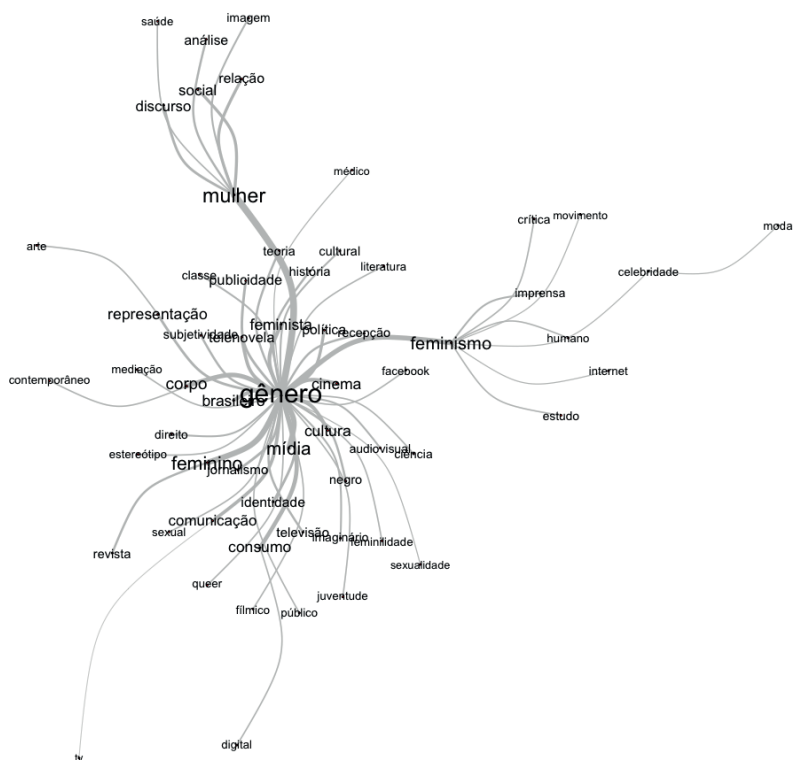 saúde
imagem
análise
relação
social
discurso
médico
mulher
crítica
movimento
moda
arte
teoria
cultural
literatura
classe
publicidade
história
celebridade
imprensa
representação
feminista
política
recepção
subjetividade
telenovela
feminismo
humano
mediação
facebook
internet
contemporâneo
corpo
cinema
gênero
brasileiro
estudo
direito
cultura
estereótipo
mídia
audiovisual
ciência
feminino
jornalismo
negro
identidade
comunicação
sexual
televisão
imaginário
feminilidade
revista
consumo
sexualidade
queer
juventude
fílmico
público
digital
tv